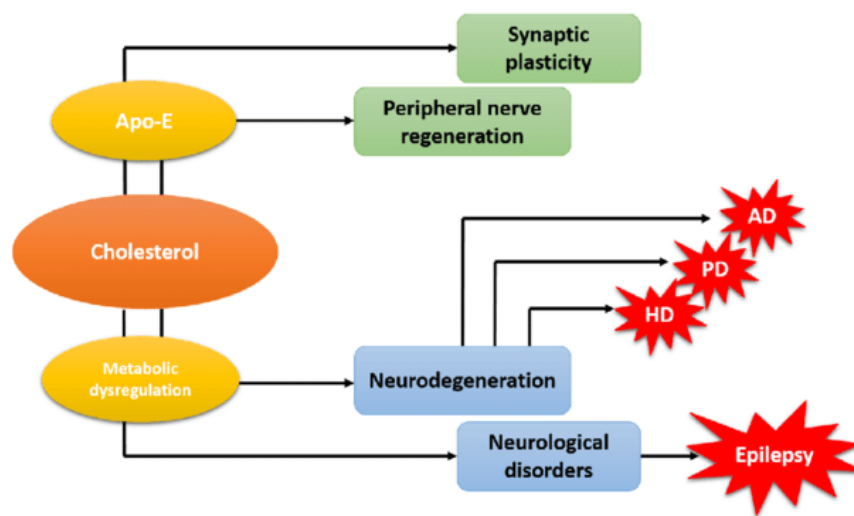 Synaptic
plasticity
Apo-E
Peripheral nerve
regeneration
AD
Cholesterol
PD
HD
Metabolic
dysregulation
Neurodegeneration
Neurological
disorders
Epilepsy